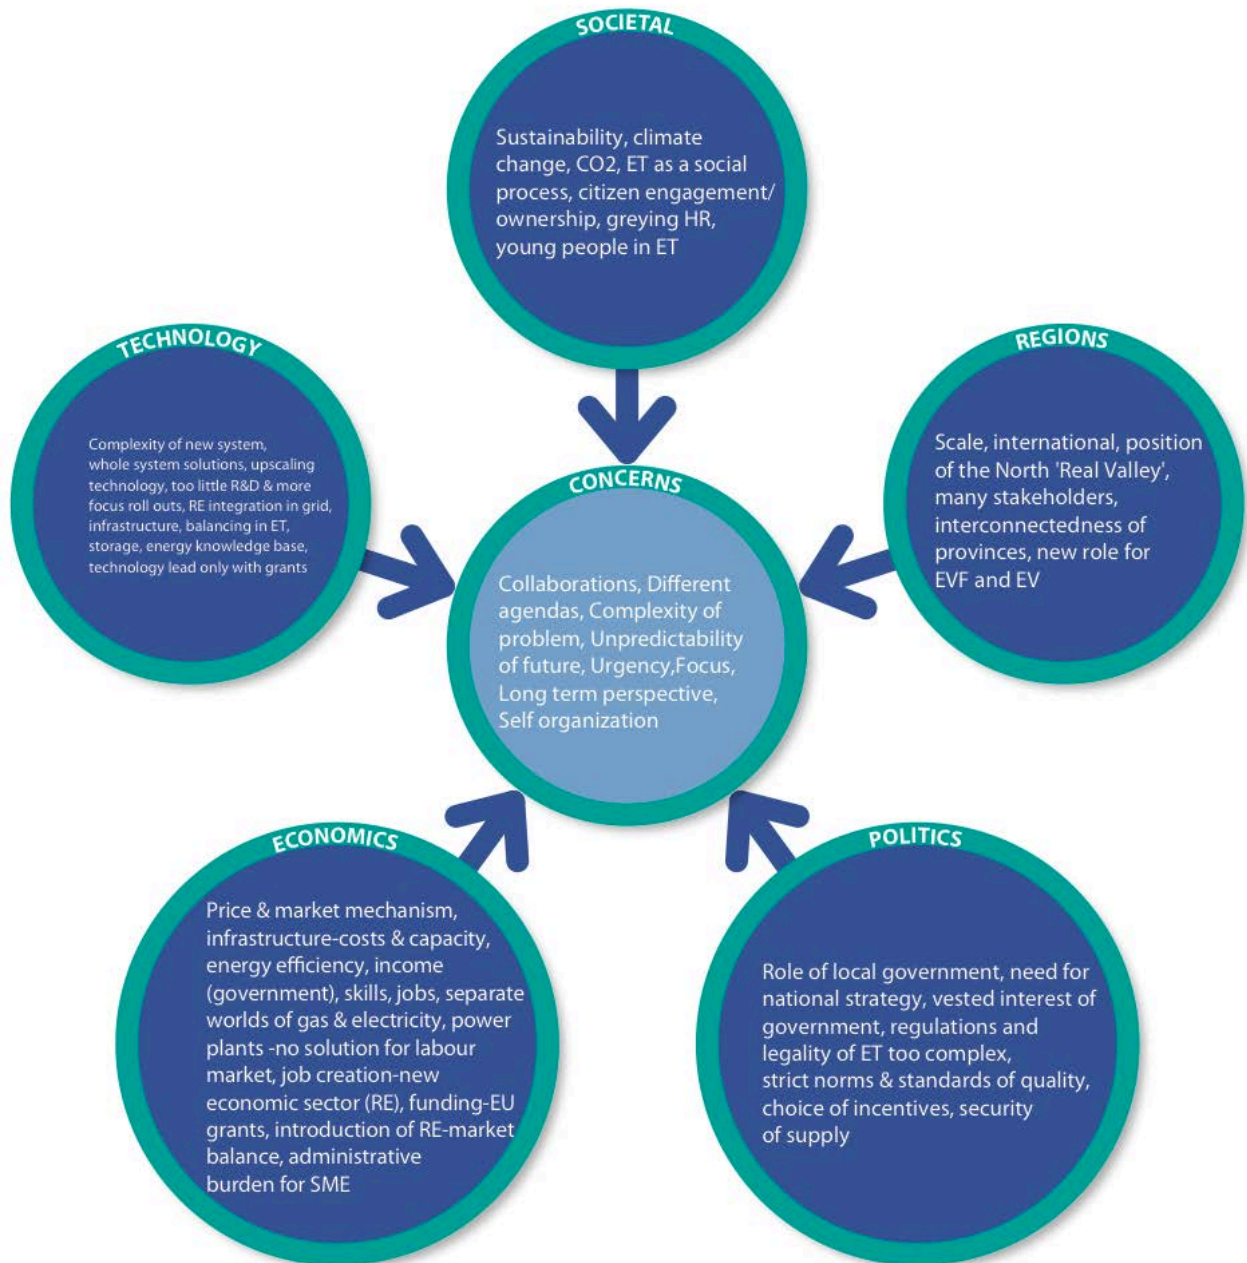 SOCIETAL
Sustainability, climate
change, CO2, ET as a social
process, citizen engagement/
ownership, greying HR,
young people in ET
TECHNOLOGY
Complexity of new system,
whole system solutions, upscaling
technology, too little R&D & more
focus roll outs, RE integration in grid,
infrastructure, balancing in ET,
storage, energy knowledge base,
technology lead only with grants
REGIONS
Scale, international, position
of the North 'Real Valley',
many stakeholders,
interconnectedness of
provinces, new role for
EVF and EV
CONCERNS
Collaborations, Different
agendas, Complexity of
problem, Unpredictability
of future, Urgency,Focus,
Long term perspective,
Self organization
ECONOMICS
Price & market mechanism,
infrastructure-costs & capacity,
energy efficiency, income
(government), skills, jobs, separate
worlds of gas & electricity, power
plants -no solution for labour
market, job creation-new
economic sector (RE), funding-EU
grants, introduction of RE-market
balance, administrative
burden for SME
POLITICS
Role of local government, need for
national strategy, vested interest of
government, regulations and
legality of ET too complex,
strict norms & standards of quality,
choice of incentives, security
of supply